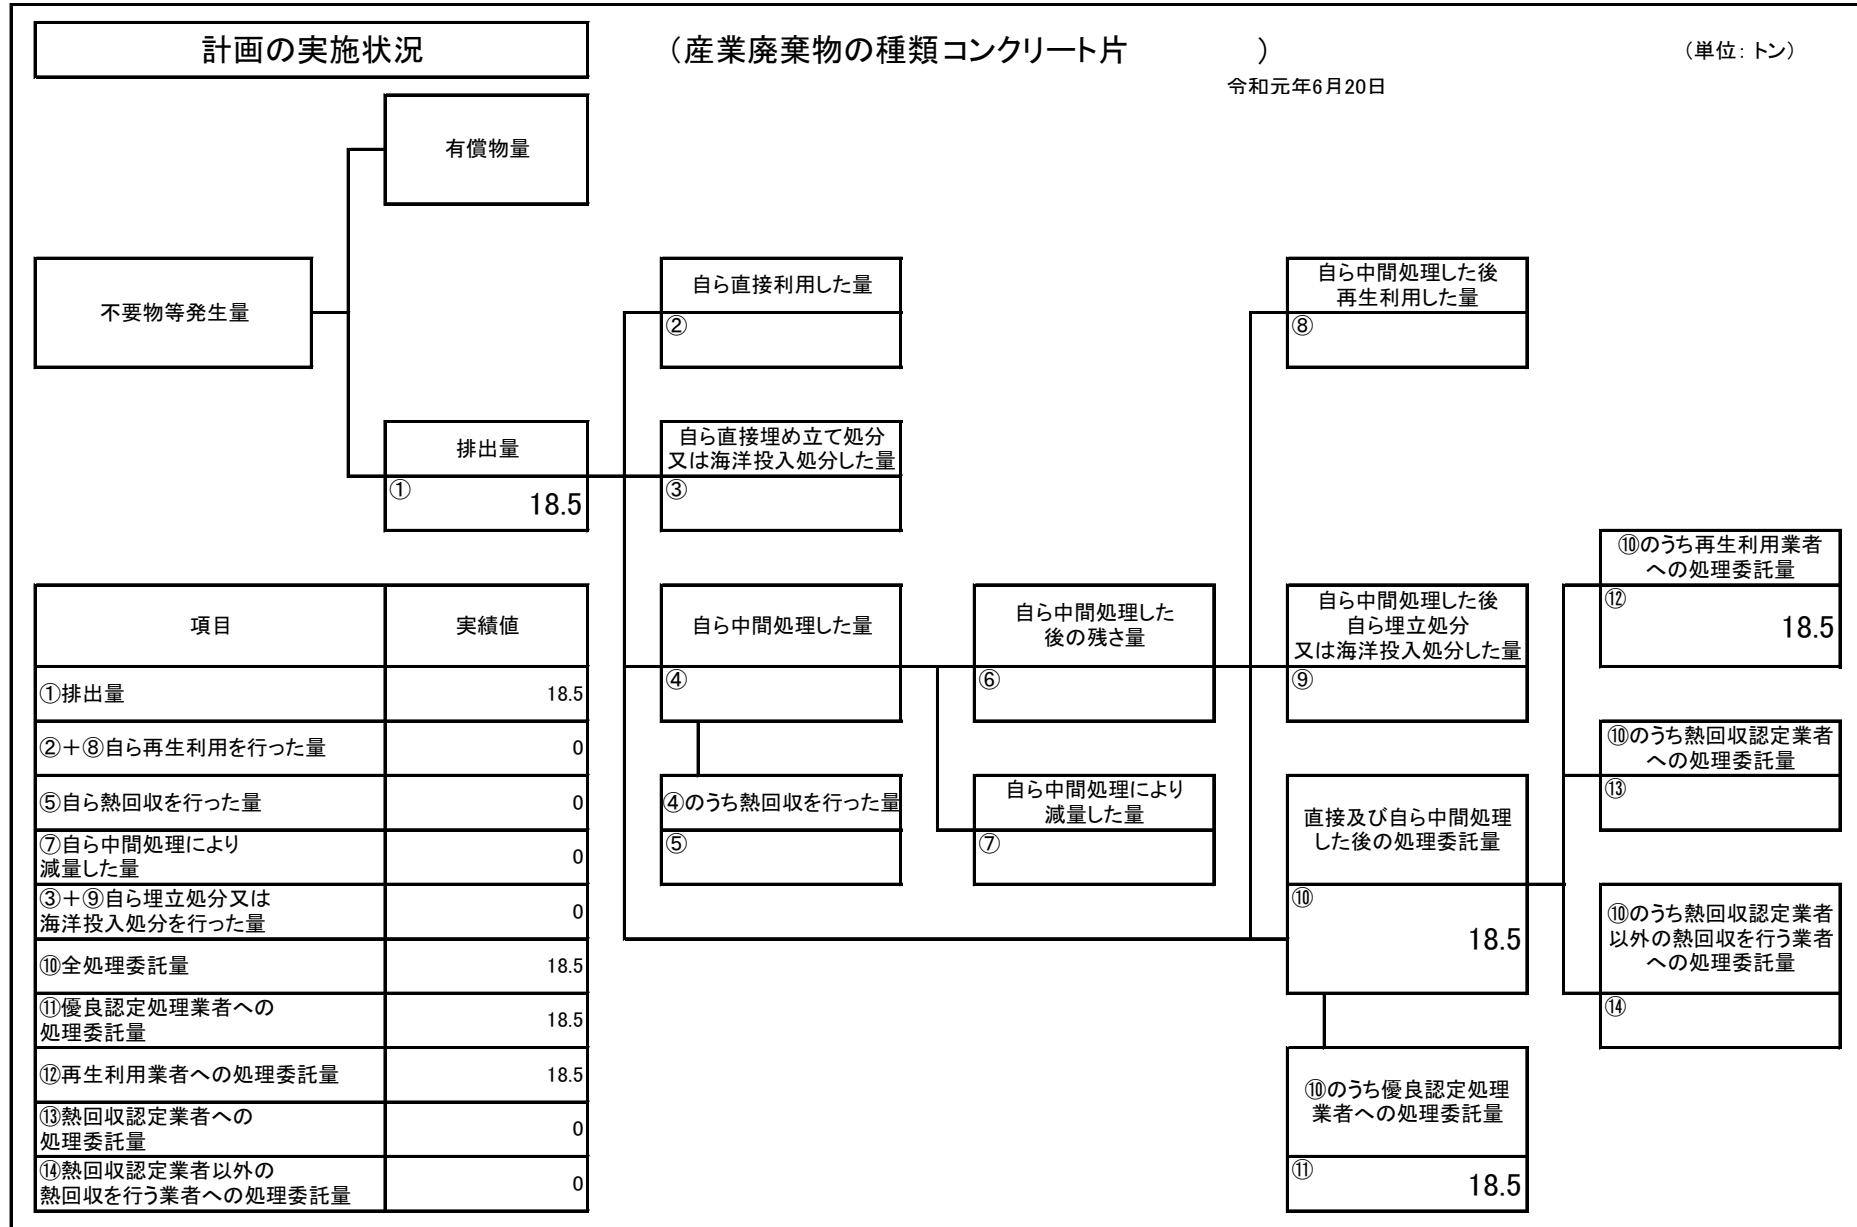 計画の実施状況
（産業廃棄物の種類コンクリート片　　　　）
（単位：トン）
令和元年6月20日
有償物量
不要物等発生量
自ら直接利用した量
②
自ら中間処理した後
再生利用した量
⑧
排出量
①
18.5
自ら直接埋め立て処分
又は海洋投入処分した量
③
⑩のうち再生利用業者
への処理委託量
⑫
18.5
自ら中間処理した量
④
自ら中間処理した
後の残さ量
⑥
自ら中間処理した後
自ら埋立処分
又は海洋投入処分した量
⑨
⑩のうち熱回収認定業者
への処理委託量
⑬
④のうち熱回収を行った量
⑤
自ら中間処理により
減量した量
⑦
直接及び自ら中間処理
した後の処理委託量
⑩
18.5
⑩のうち熱回収認定業者
以外の熱回収を行う業者
への処理委託量
⑭
⑩のうち優良認定処理
業者への処理委託量
⑪
18.5
項目 実績値
①排出量 18.5
②＋⑧自ら再生利用を行った量 0
⑤自ら熱回収を行った量 0
⑦自ら中間処理により
減量した量 0
③＋⑨自ら埋立処分又は
海洋投入処分を行った量 0
⑩全処理委託量 18.5
⑪優良認定処理業者への
処理委託量 18.5
⑫再生利用業者への処理委託量 18.5
⑬熱回収認定業者への
処理委託量 0
⑭熱回収認定業者以外の
熱回収を行う業者への処理委託量 0